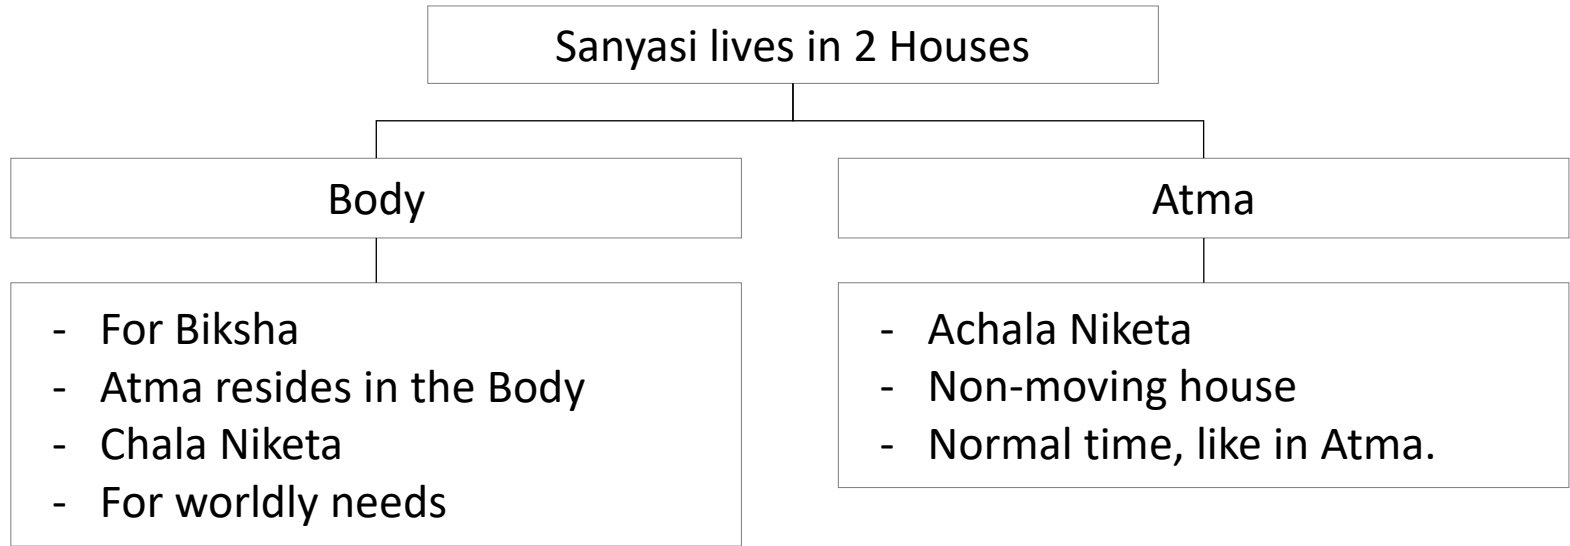 Sanyasi lives in 2 Houses
Body
- For Biksha
- Atma resides in the Body
- Chala Niketa
- For worldly needs
Atma
- Achala Niketa
- Non-moving house
- Normal time, like in Atma.